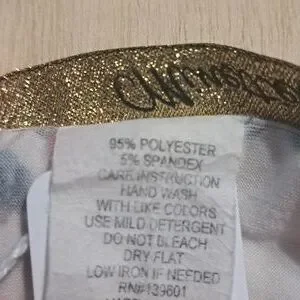 95% POLYESTER
5% SPANDEX
CARE INSTRUCTION
HAND WASH
WITH LIKE COLORS
USE MILD DETERGENT
DO NOT BLEACH
DRY FLAT
LOW IRON IF NEEDED
RN#139601